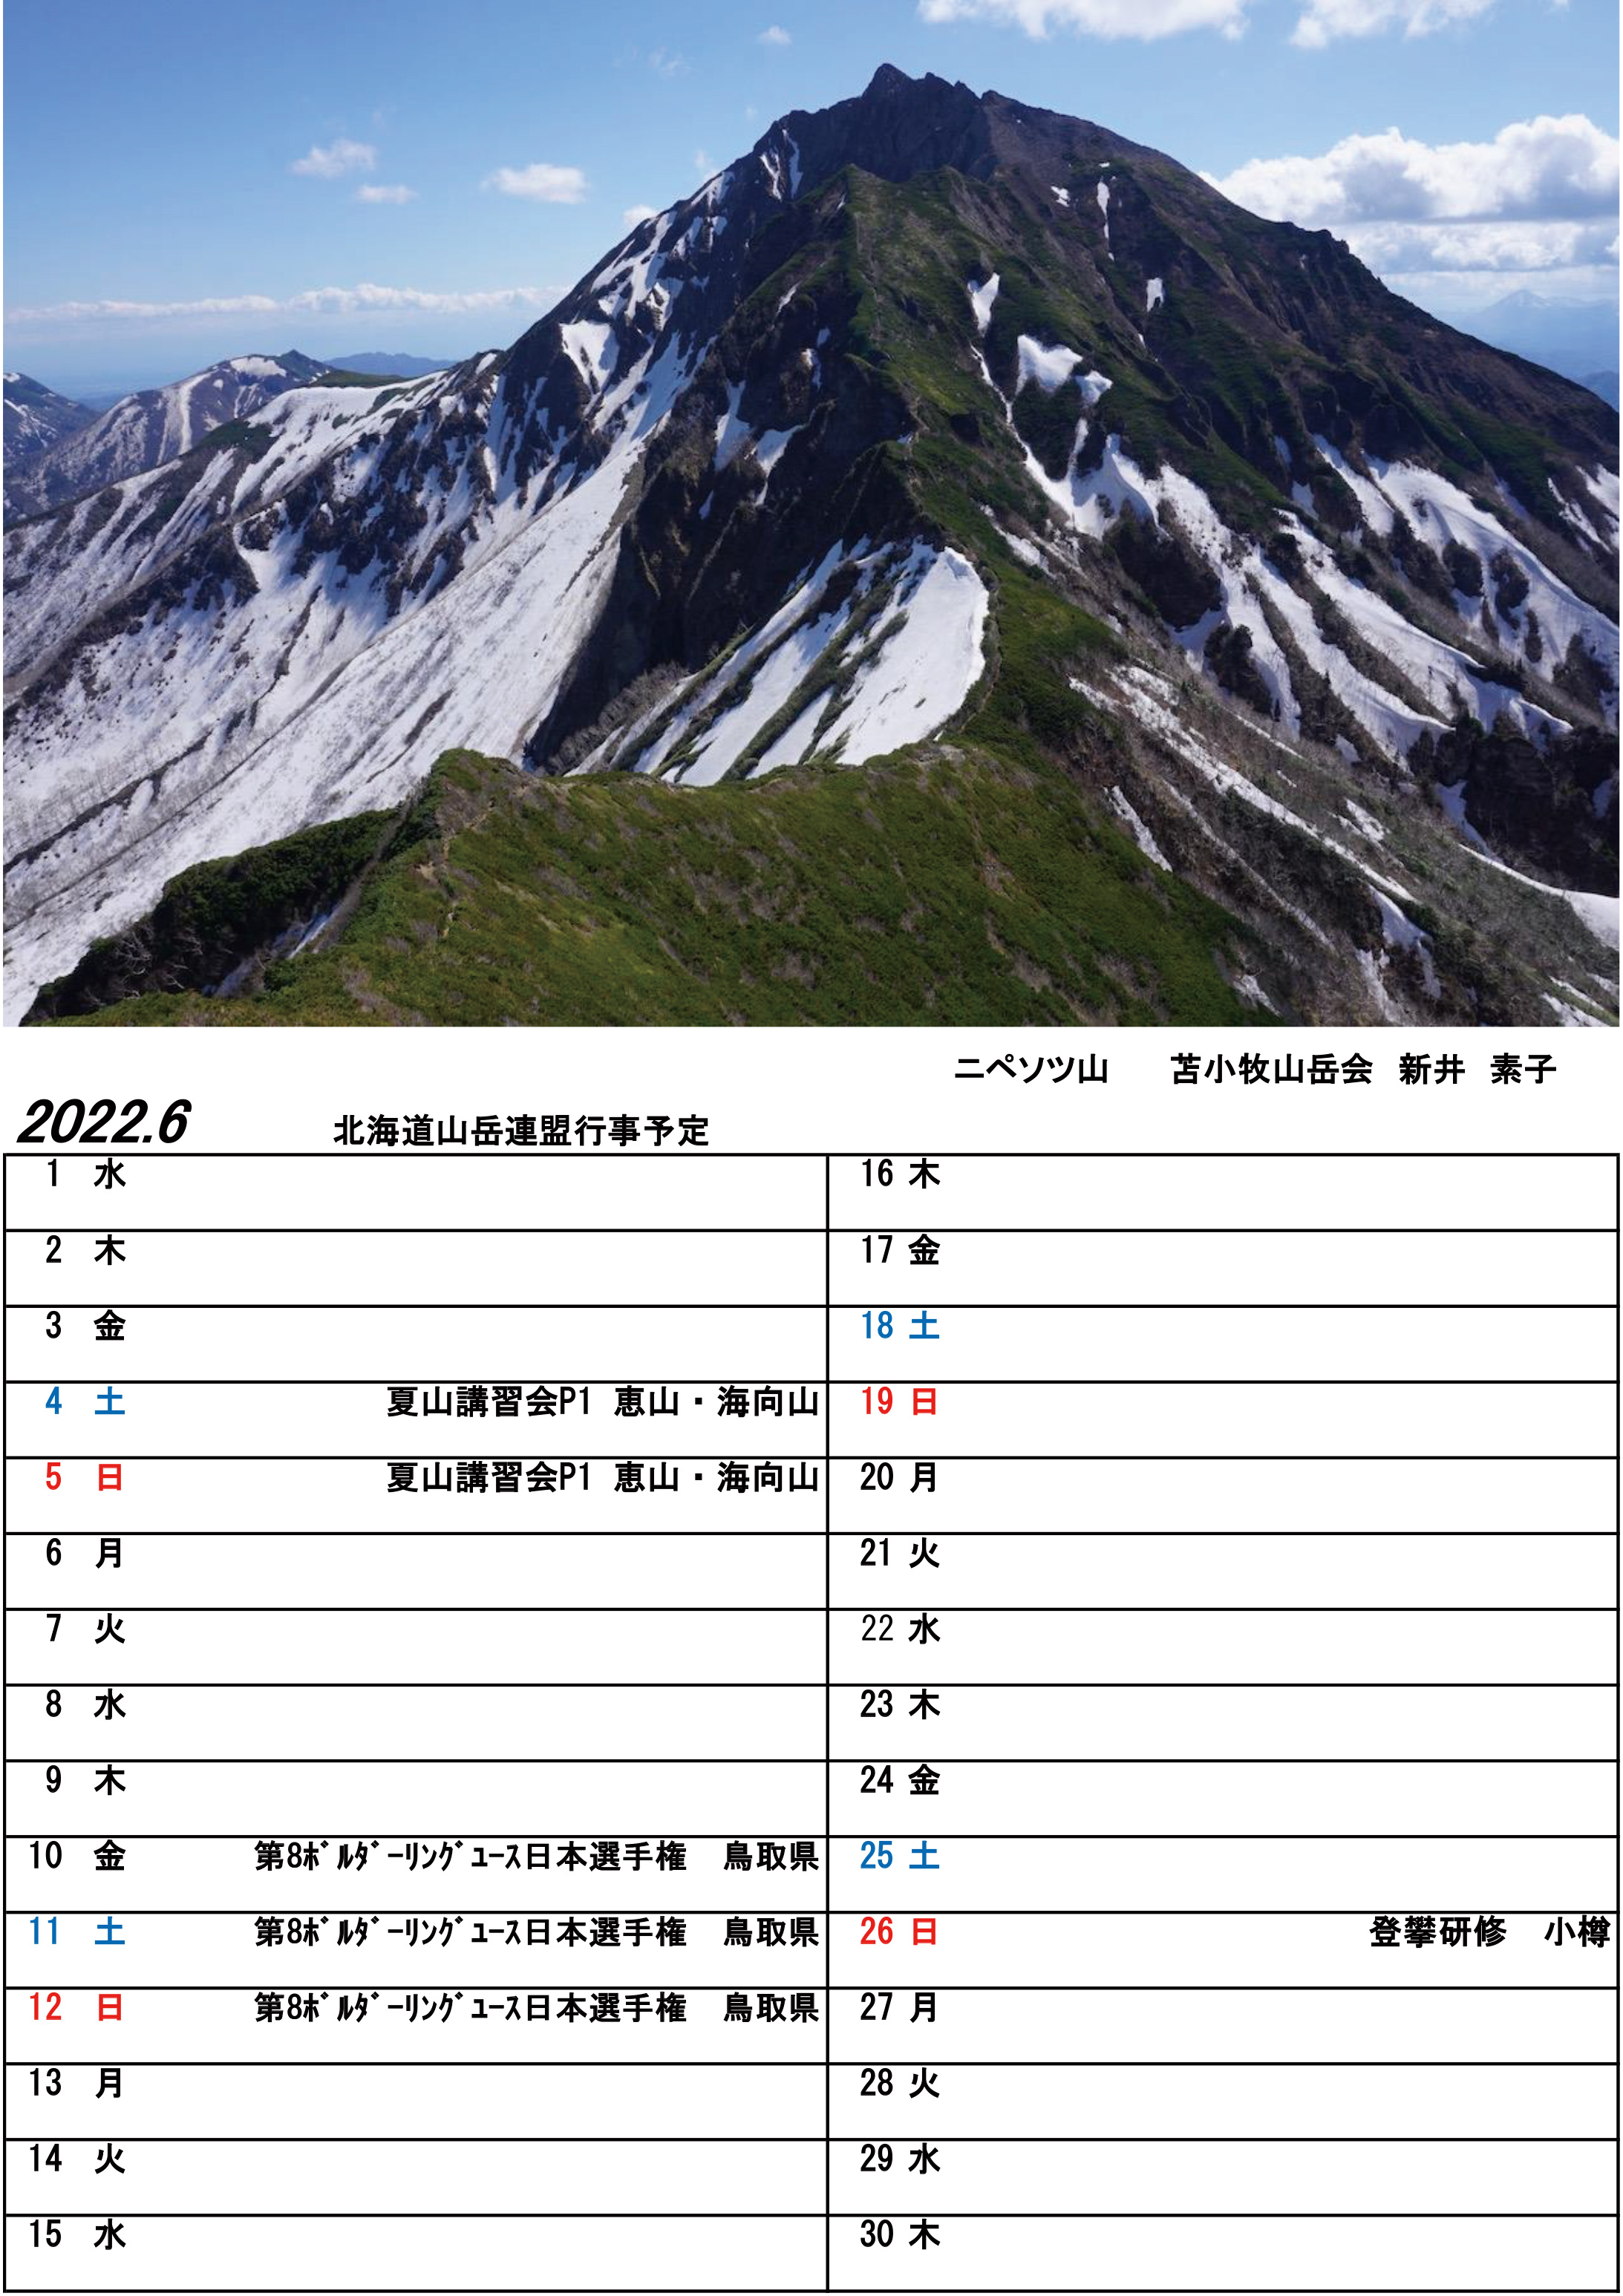 ニペソツ山　　苫小牧山岳会　新井　素子
2022.6　　北海道山岳連盟行事予定
1 水
2 木
3 金
4 土 夏山講習会P1 恵山・海向山
5 日 夏山講習会P1 恵山・海向山
6 月
7 火
8 水
9 木
10 金 第8ﾎﾞﾙﾀﾞｰﾘﾝｸﾞﾕｰｽ日本選手権　鳥取県
11 土 第8ﾎﾞﾙﾀﾞｰﾘﾝｸﾞﾕｰｽ日本選手権　鳥取県
12 日 第8ﾎﾞﾙﾀﾞｰﾘﾝｸﾞﾕｰｽ日本選手権　鳥取県
13 月
14 火
15 水
16 木
17 金
18 土
19 日
20 月
21 火
22 水
23 木
24 金
25 土
26 日 登攀研修　小樽
27 月
28 火
29 水
30 木